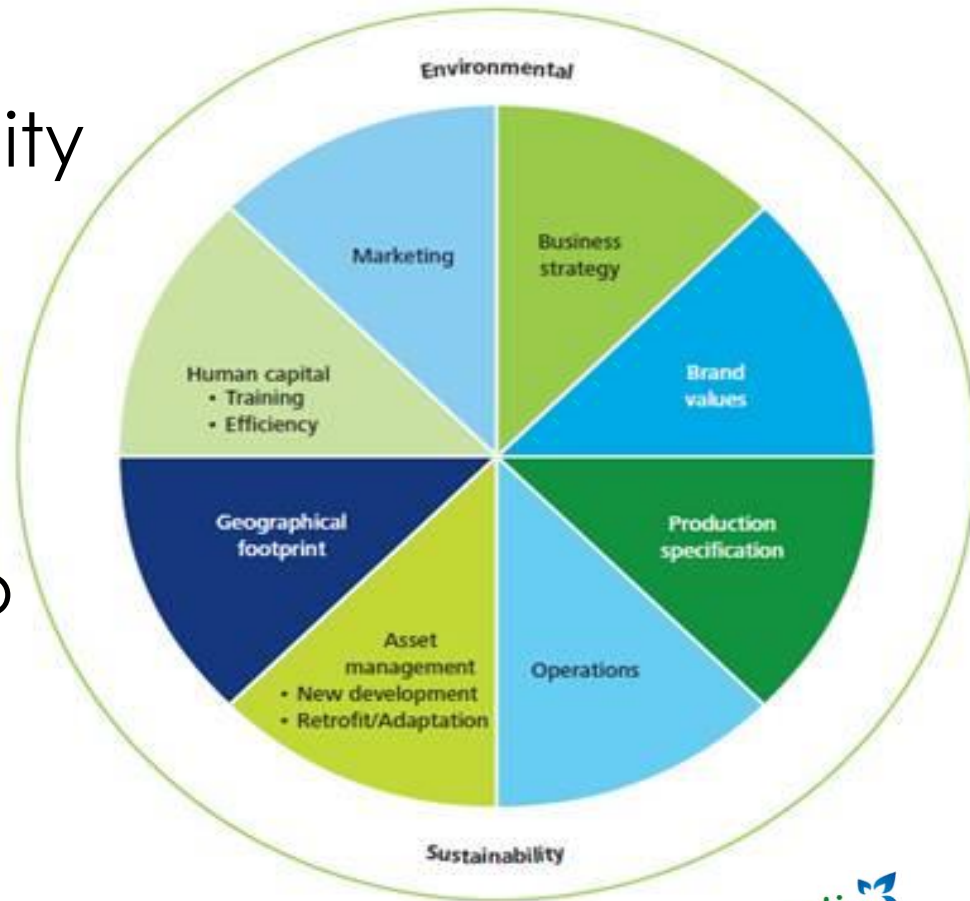 ity
Environmental
Marketing
Business
strategy
Brand
values
Human capital
• Training
• Efficiency
Geographical
footprint
Production
specification
Asset
management
• New development
• Retrofit/Adaptation
Operations
Sustainability